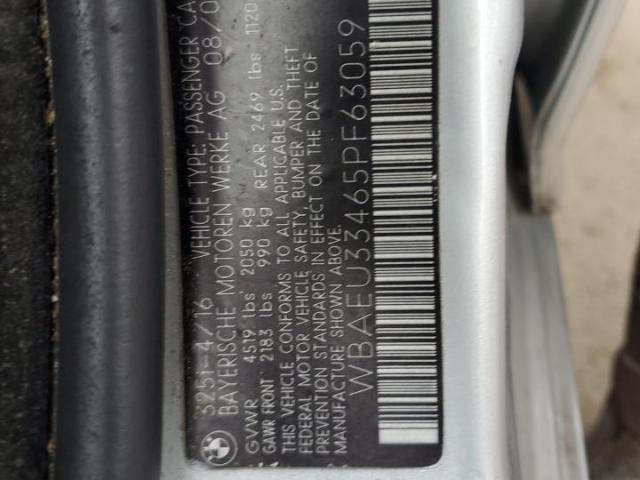 3251-4/16 VEHICLE TYPE: PASSENGER CA
BAYERISCHE MOTOREN WERKE AG 08/0
GVWR 4519 lbs 2050 kg
GAWR FRONT 2183 lbs 990 kg REAR 2469 lbs 1120
THIS VEHICLE CONFORMS TO ALL APPLICABLE U.S.
FEDERAL MOTOR VEHICLE SAFETY, BUMPER AND THEFT
PREVENTION STANDARDS IN EFFECT ON THE DATE OF
MANUFACTURE SHOWN ABOVE.
WBAEU33465PF63059